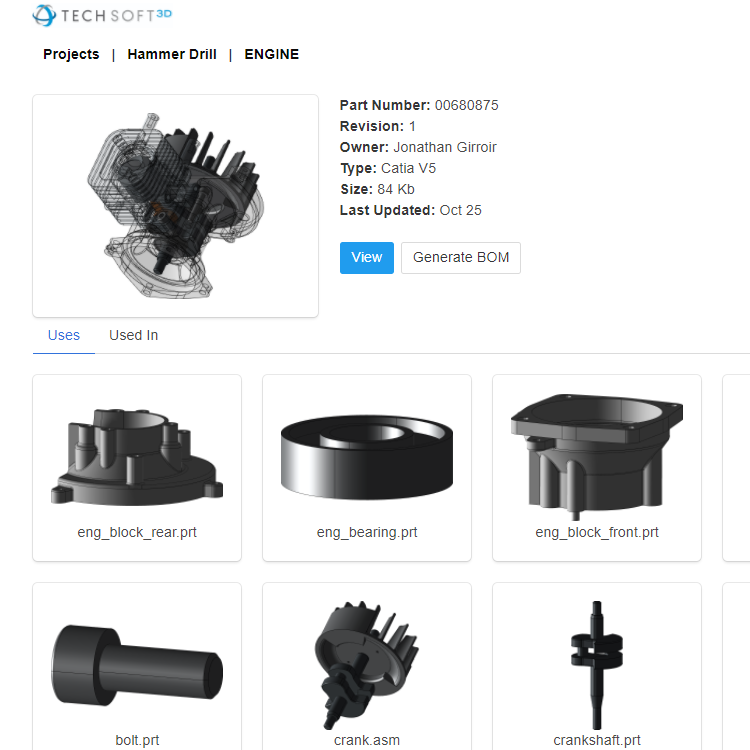 TECH SOFT 3D
Projects | Hammer Drill | ENGINE
Part Number: 00680875
Revision: 1
Owner: Jonathan Girroir
Type: Catia V5
Size: 84 Kb
Last Updated: Oct 25
View Generate BOM
Uses Used In
eng_block_rear.prt eng_bearing.prt eng_block_front.prt
bolt.prt crank.asm crankshaft.prt